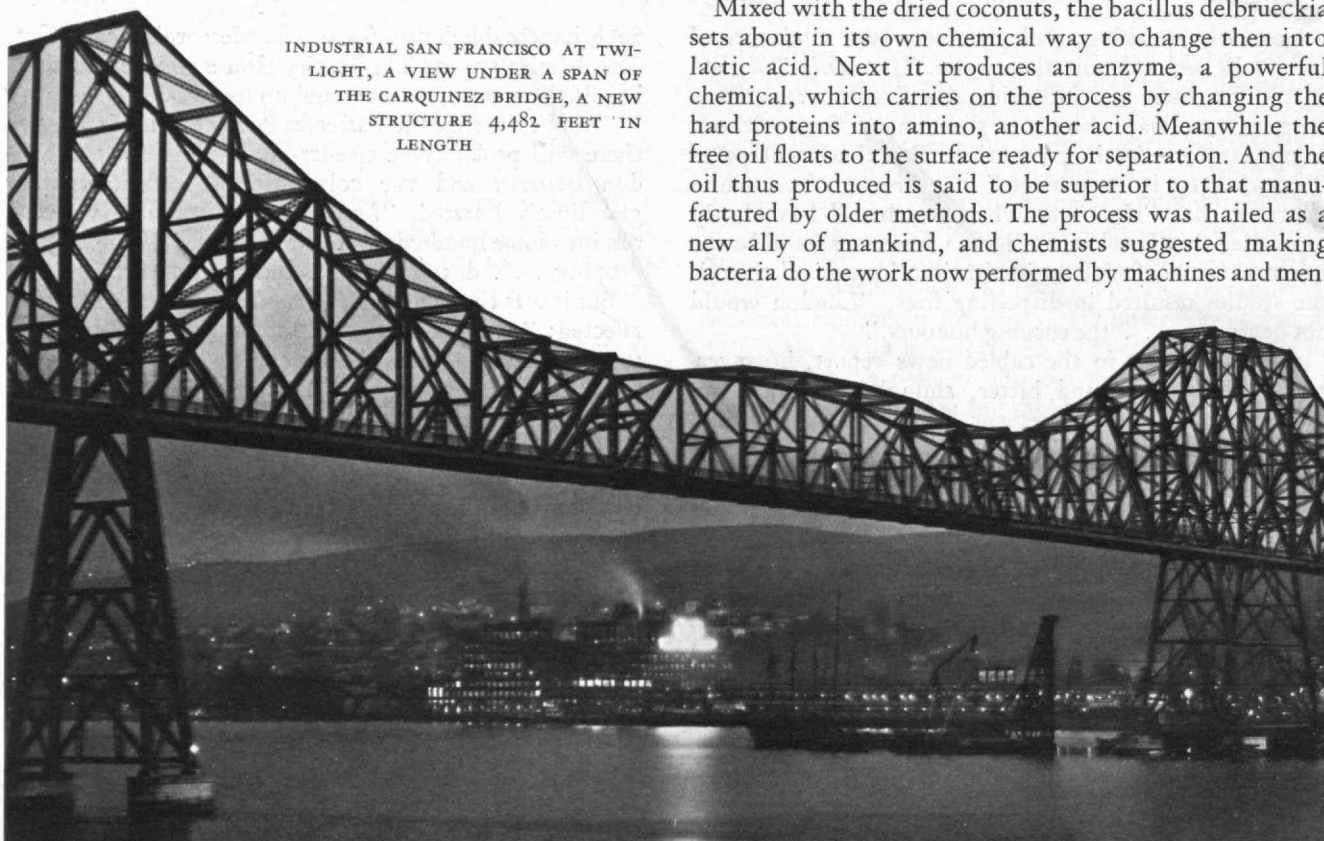 INDUSTRIAL SAN FRANCISCO AT TWI-
LIGHT, A VIEW UNDER A SPAN OF
THE CARQUINEZ BRIDGE, A NEW
STRUCTURE 4,482 FEET IN
LENGTH
Mixed with the dried coconuts, the bacillus delbrueckia
sets about in its own chemical way to change then into
lactic acid. Next it produces an enzyme, a powerful
chemical, which carries on the process by changing the
hard proteins into amino, another acid. Meanwhile the
free oil floats to the surface ready for separation. And the
oil thus produced is said to be superior to that manu-
factured by older methods. The process was hailed as a
new ally of mankind, and chemists suggested making
bacteria do the work now performed by machines and men.